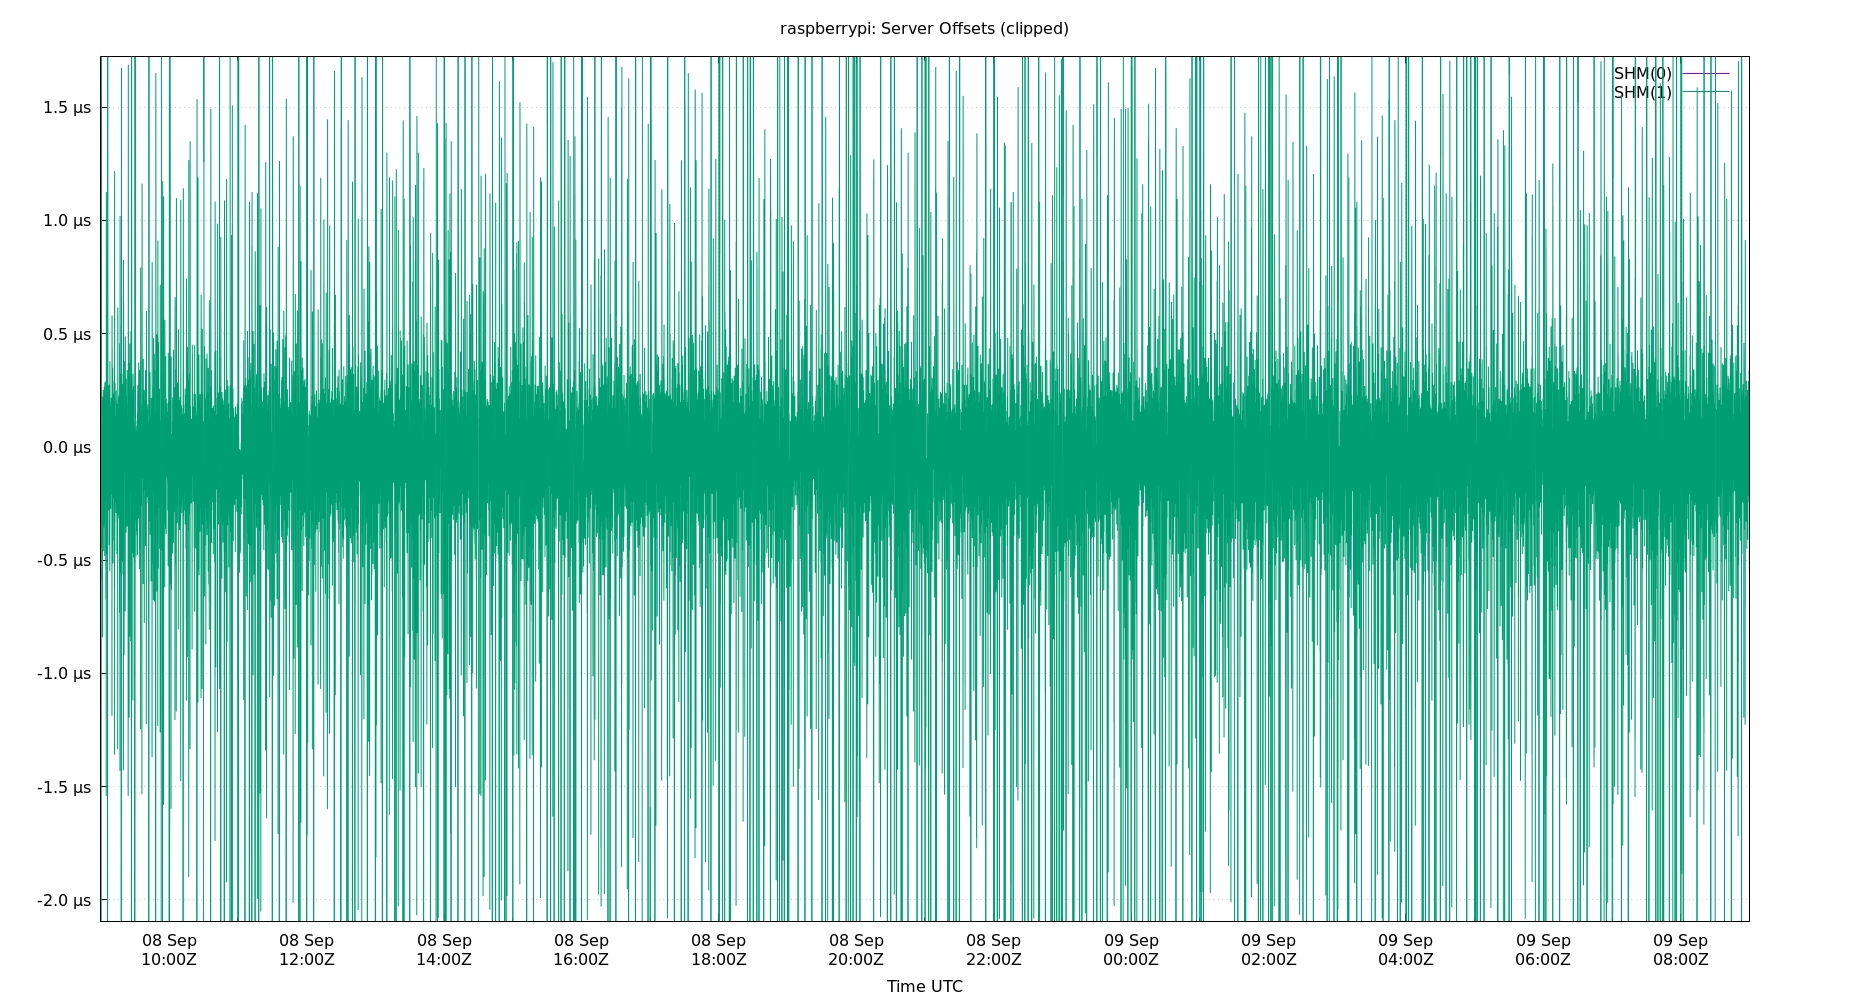 raspberrypi: Server Offsets (clipped)
SHM(0)
SHM(1)
1.5 µs
1.0 µs
0.5 µs
0.0 µs
-0.5 µs
-1.0 µs
-1.5 µs
-2.0 µs
08 Sep 08 Sep 08 Sep 08 Sep 08 Sep 08 Sep 08 Sep 09 Sep 09 Sep 09 Sep 09 Sep 09 Sep
10:00Z 12:00Z 14:00Z 16:00Z 18:00Z 20:00Z 22:00Z 00:00Z 02:00Z 04:00Z 06:00Z 08:00Z
Time UTC